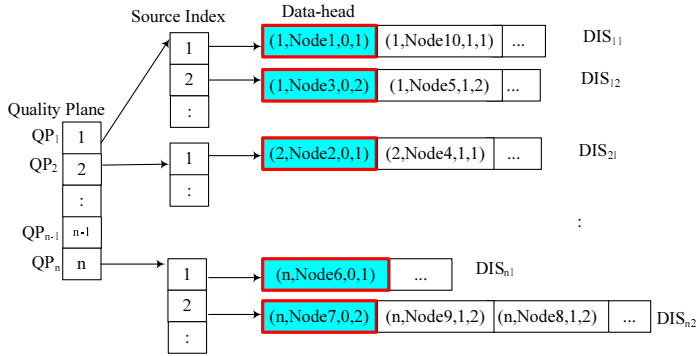 Source Index Data-head
1 (1,Node1,0,1) (1,Node10,1,1) ... DIS11
2 (1,Node3,0,2) (1,Node5,1,2) ... DIS12
:
Quality Plane
QP1 1
QP2 2 1 (2,Node2,0,1) (2,Node4,1,1) ... DIS21
: :
:
QPn-1 n-1
QPn n 1 (n,Node6,0,1) ... DISn1
2 (n,Node7,0,2) (n,Node9,1,2) (n,Node8,1,2) ... DISn2
: